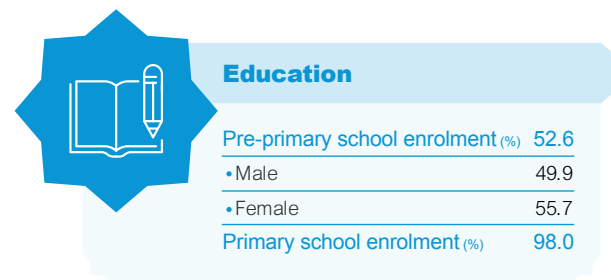 Education
Pre-primary school enrolment (%) 52.6
• Male 49.9
• Female 55.7
Primary school enrolment (%) 98.0